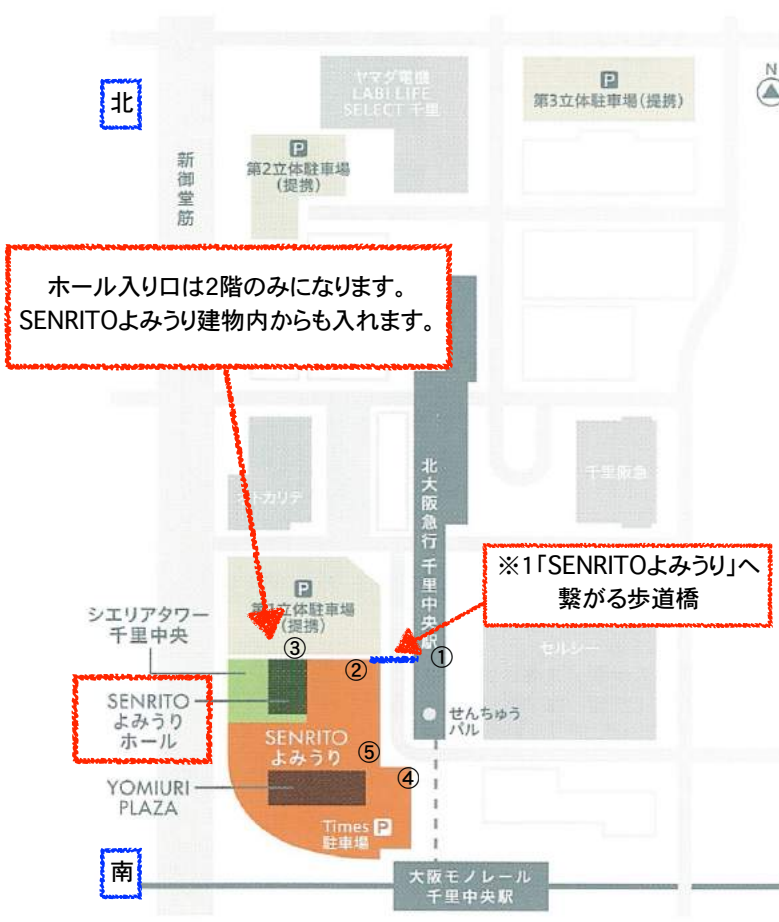 北
N
ヤマダ電機
LABI LIFE
SELECT 千里
P
第3立体駐車場(提携)
新御堂筋
P
第2立体駐車場
(提携)
ホール入り口は2階のみになります。
SENRITOよみうり建物内からも入れます。
北大阪急行 千里中央駅
千里阪急
※1「SENRITOよみうり」へ
繋がる歩道橋
P
立体駐車場
(提携)
シエリアタワー
千里中央
③
②
①
セルシー
SENRITO
よみうり
ホール
せんちゅう
パル
SENRITO
よみうり
⑤
④
YOMIURI
PLAZA
Times P
駐車場
南
大阪モノレール
千里中央駅